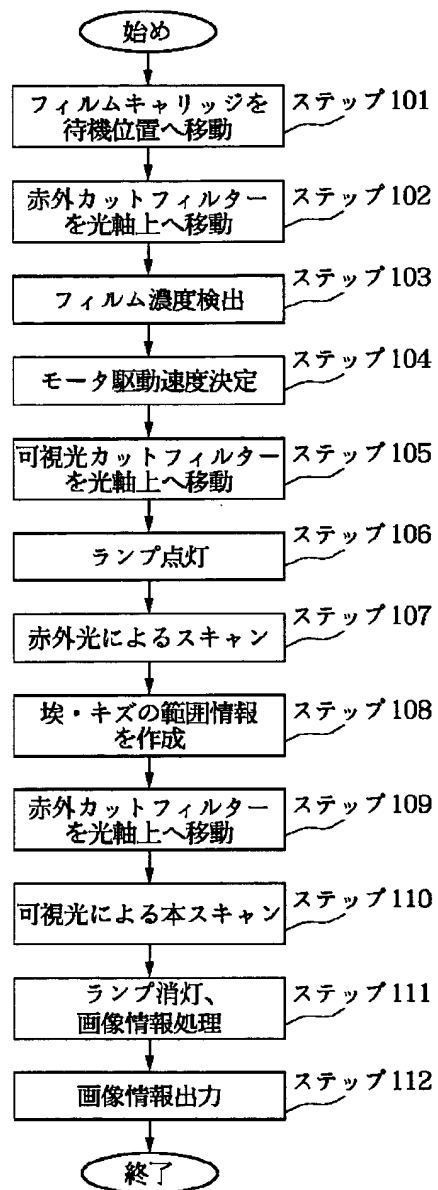 始め
フィルムキャリッジを
待機位置へ移動
ステップ101
赤外カットフィルター
を光軸上へ移動
ステップ102
フィルム濃度検出
ステップ103
モータ駆動速度決定
ステップ104
可視光カットフィルター
を光軸上へ移動
ステップ105
ランプ点灯
ステップ106
赤外光によるスキャン
ステップ107
埃・キズの範囲情報
を作成
ステップ108
赤外カットフィルター
を光軸上へ移動
ステップ109
可視光による本スキャン
ステップ110
ランプ消灯、
画像情報処理
ステップ111
画像情報出力
ステップ112
終了